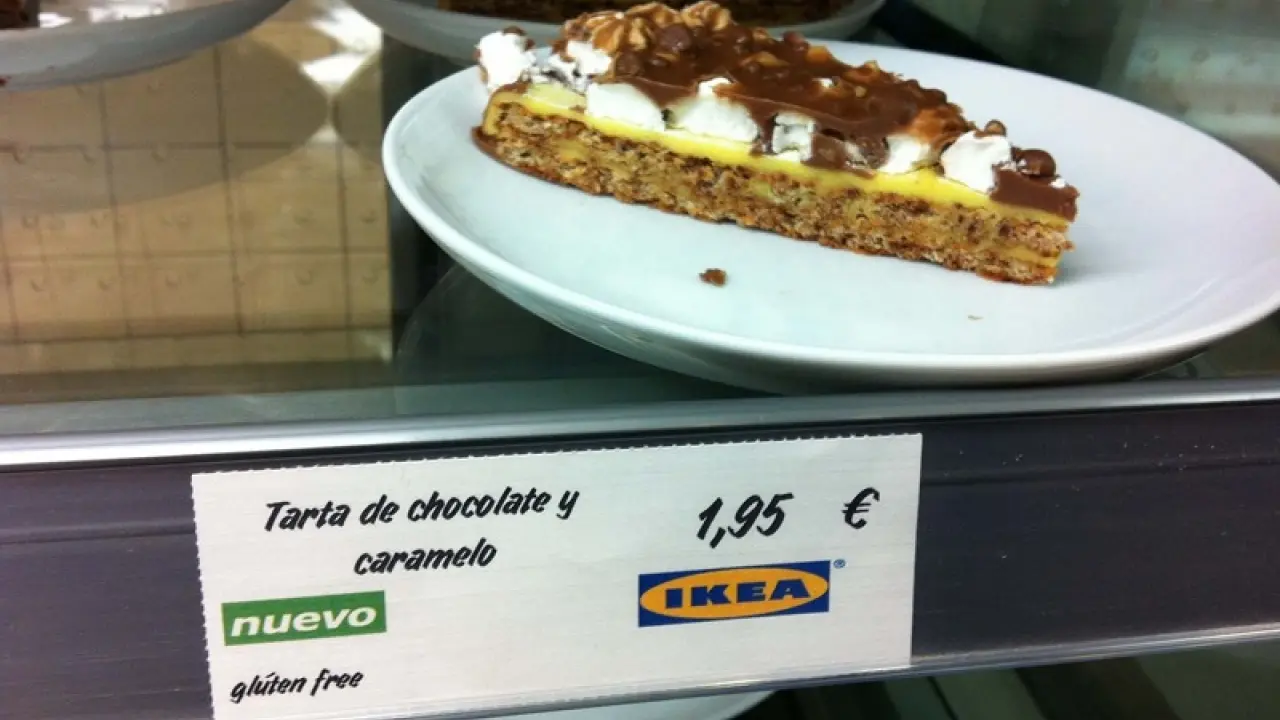 Tarta de chocolate y
caramelo
1,95 €
IKEA®
nuevo
glúten free